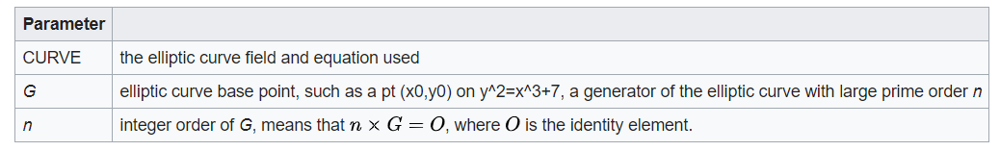 Parameter
CURVE the elliptic curve field and equation used
G elliptic curve base point, such as a pt (x0,y0) on y^2=x^3+7, a generator of the elliptic curve with large prime order n
n integer order of G, means that n × G = O, where O is the identity element.